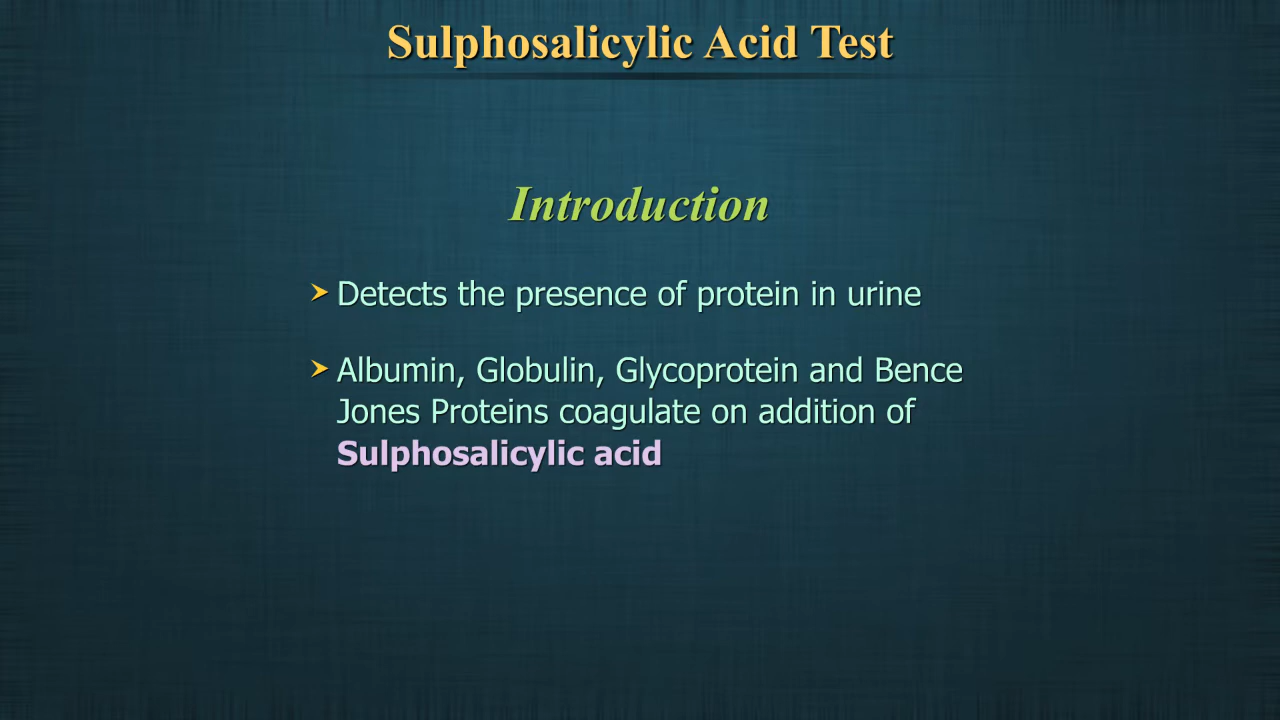 Sulphosalicylic Acid Test
Introduction
➤ Detects the presence of protein in urine
➤ Albumin, Globulin, Glycoprotein and Bence
Jones Proteins coagulate on addition of
Sulphosalicylic acid